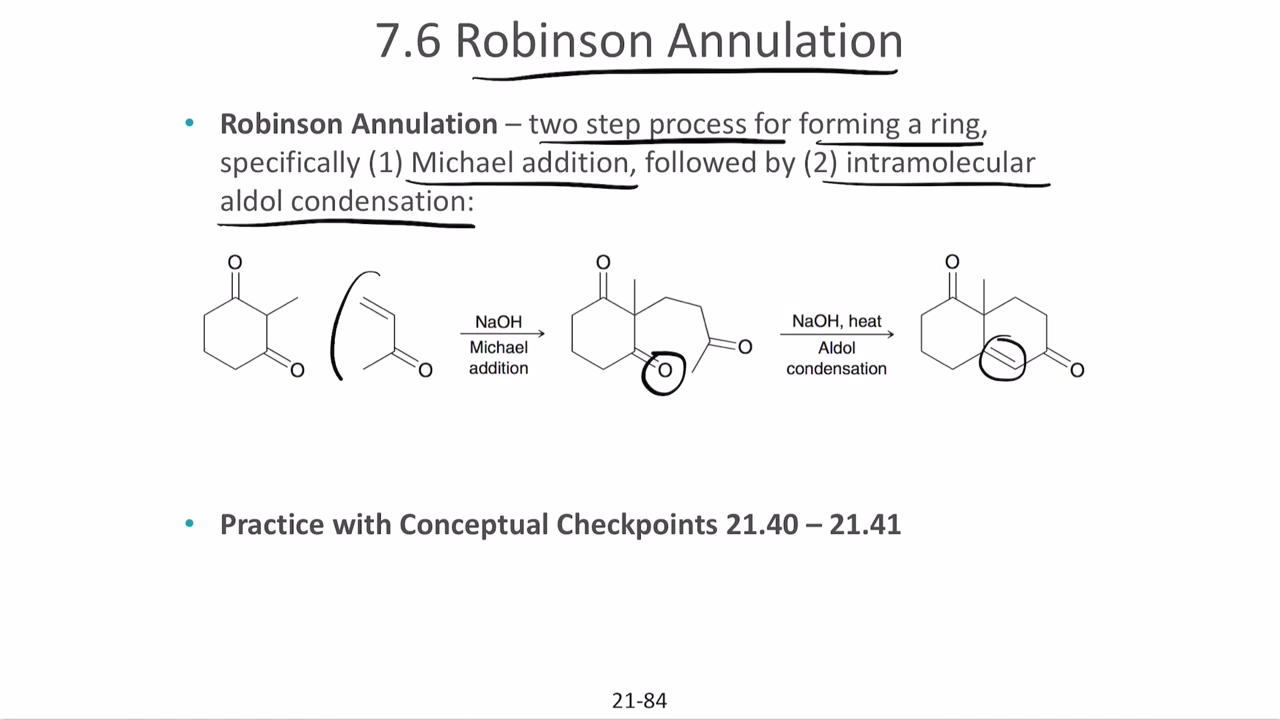 7.6 Robinson Annulation
• Robinson Annulation – two step process for forming a ring,
specifically (1) Michael addition, followed by (2) intramolecular
aldol condensation:
O
O
O
NaOH
Michael
addition
O
O
O
NaOH, heat
Aldol
condensation
O
O
• Practice with Conceptual Checkpoints 21.40 – 21.41
21-84